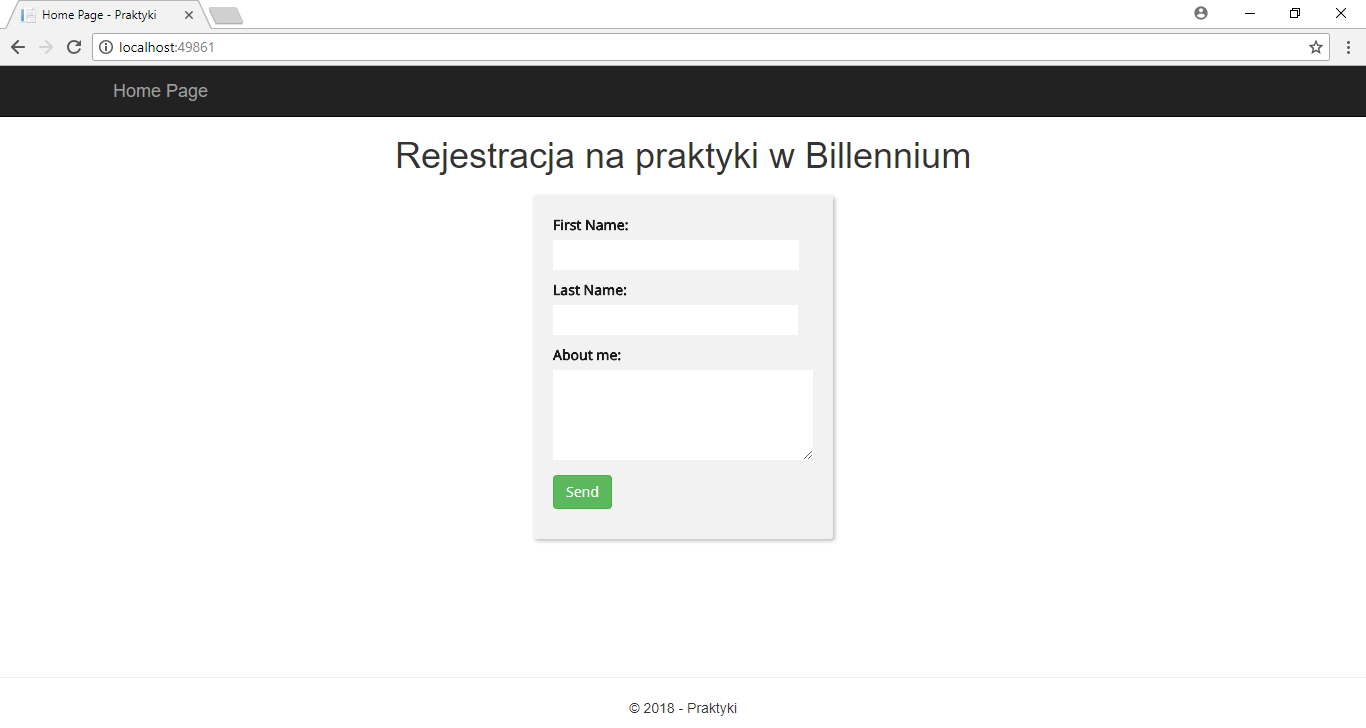 Home Page - Praktyki
localhost:49861
Home Page
Rejestracja na praktyki w Billennium
First Name:
Last Name:
About me:
Send
© 2018 - Praktyki